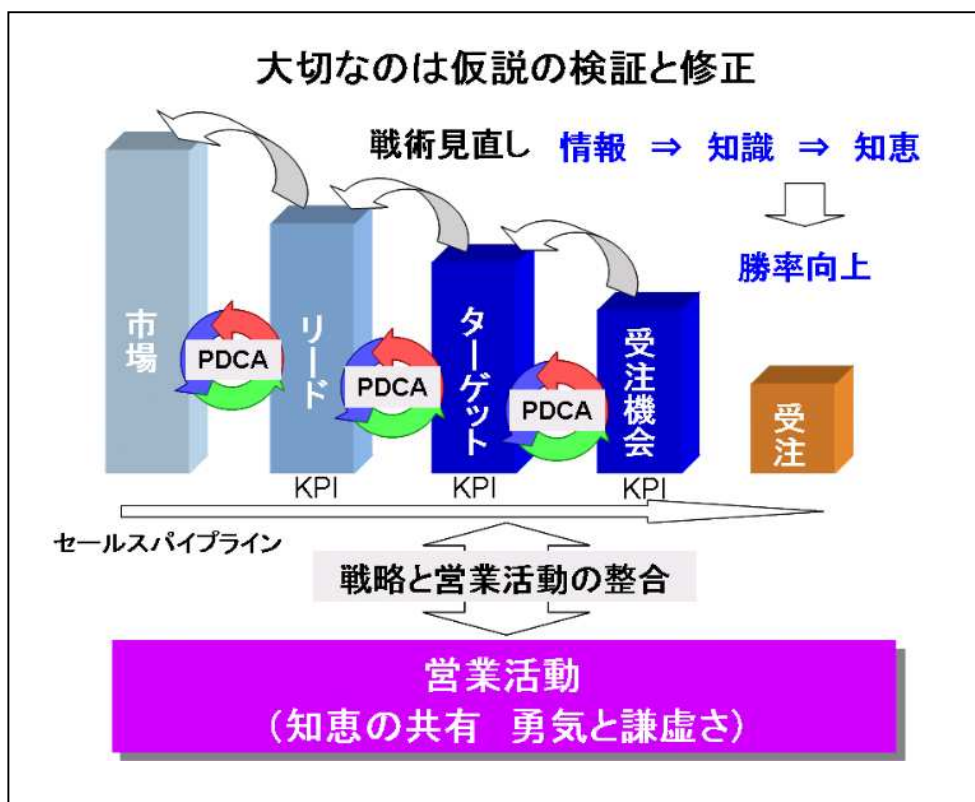 大切なのは仮説の検証と修正
戦術見直し 情報 ⇒ 知識 ⇒ 知恵
勝率向上
市場
リード
ターゲット
受注機会
受注
PDCA
PDCA
PDCA
KPI
KPI
KPI
セールスパイプライン
戦略と営業活動の整合
営業活動
（知恵の共有 勇気と謙虚さ）